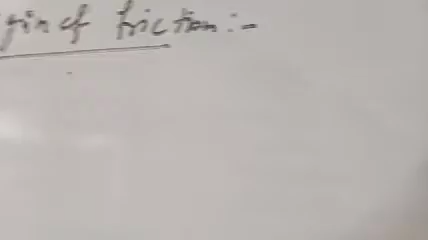 gin of friction :-